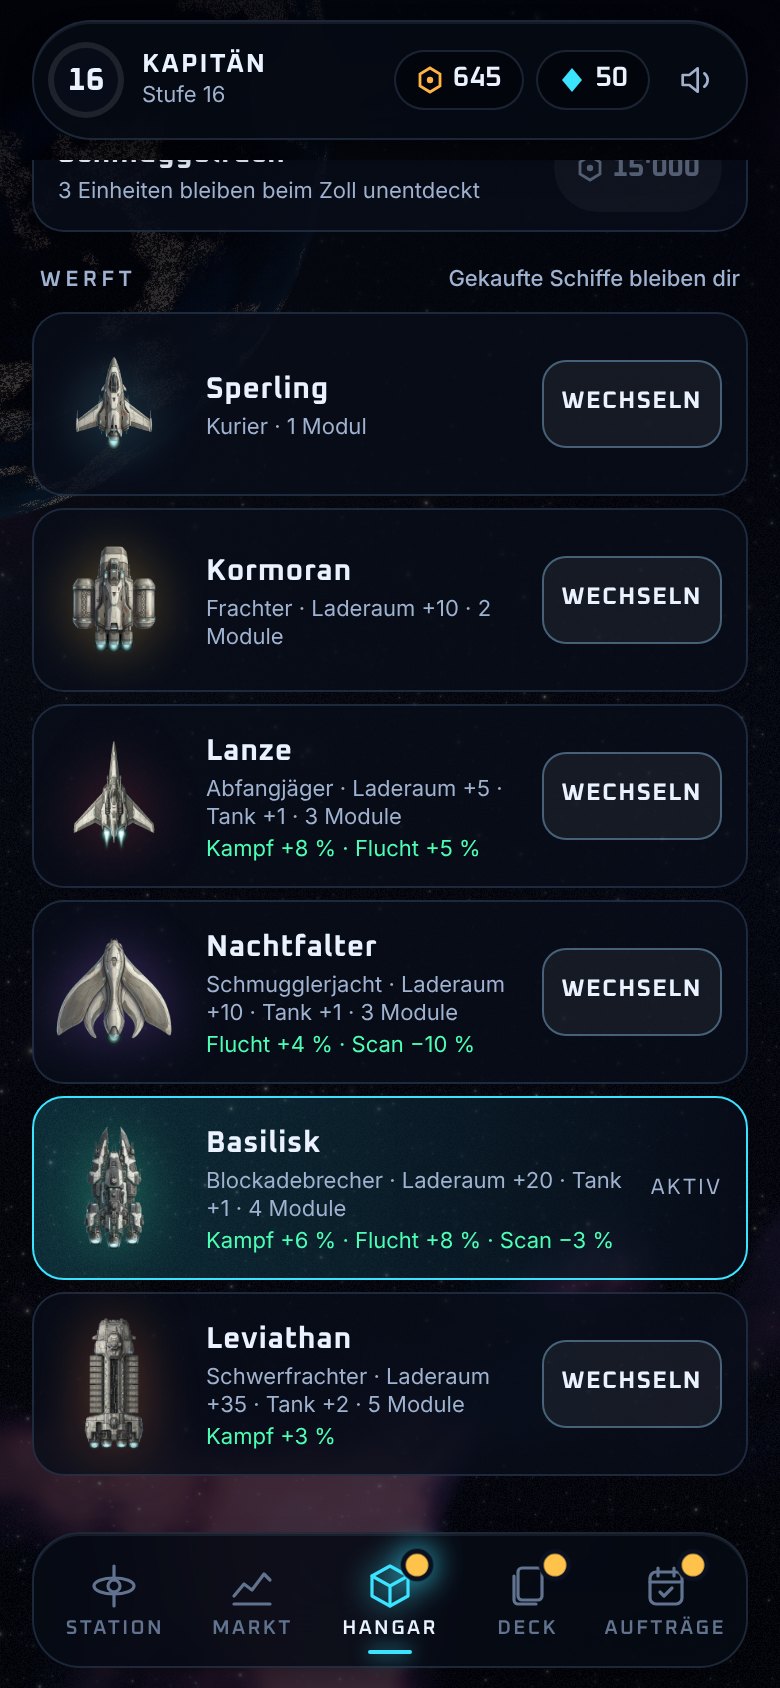 16
KAPITÄN
Stufe 16
645
50
15'000
3 Einheiten bleiben beim Zoll unentdeckt
WERFT
Gekaufte Schiffe bleiben dir
Sperling
Kurier · 1 Modul
WECHSELN
Kormoran
Frachter · Laderaum +10 · 2
Module
WECHSELN
Lanze
Abfangjäger · Laderaum +5 ·
Tank +1 · 3 Module
Kampf +8 % · Flucht +5 %
WECHSELN
Nachtfalter
Schmugglerjacht · Laderaum
+10 · Tank +1 · 3 Module
Flucht +4 % · Scan −10 %
WECHSELN
Basilisk
Blockadebrecher · Laderaum +20 · Tank
+1 · 4 Module
Kampf +6 % · Flucht +8 % · Scan −3 %
AKTIV
Leviathan
Schwerfrachter · Laderaum
+35 · Tank +2 · 5 Module
Kampf +3 %
WECHSELN
STATION
MARKT
HANGAR
DECK
AUFTRÄGE